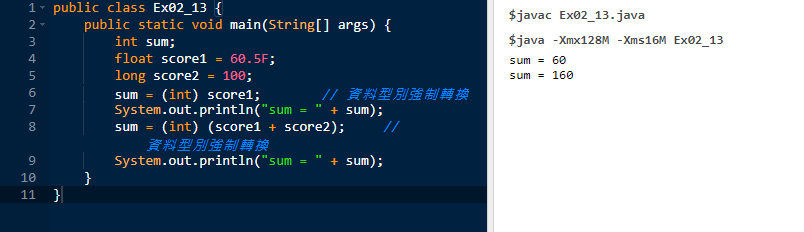 1 public class Ex02_13 {
2 public static void main(String[] args) {
3 int sum;
4 float score1 = 60.5F;
5 long score2 = 100;
6 sum = (int) score1; // 資料型別強制轉換
7 System.out.println("sum = " + sum);
8 sum = (int) (score1 + score2); //
資料型別強制轉換
9 System.out.println("sum = " + sum);
10 }
11 }
$javac Ex02_13.java
$java -Xmx128M -Xms16M Ex02_13
sum = 60
sum = 160